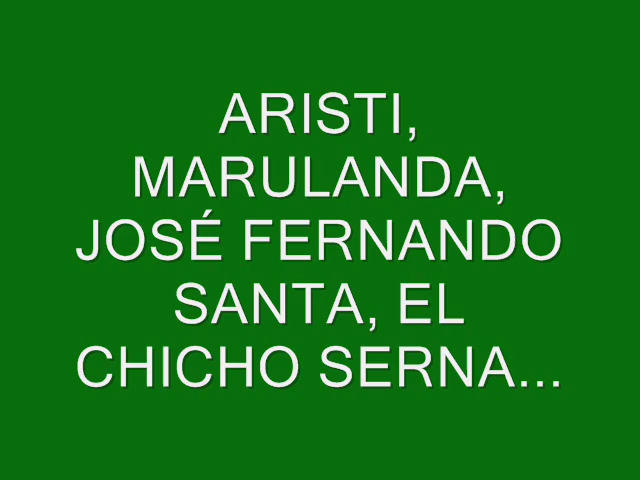 ARISTI,
MARULANDA,
JOSÉ FERNANDO
SANTA, EL
CHICHO SERNA...